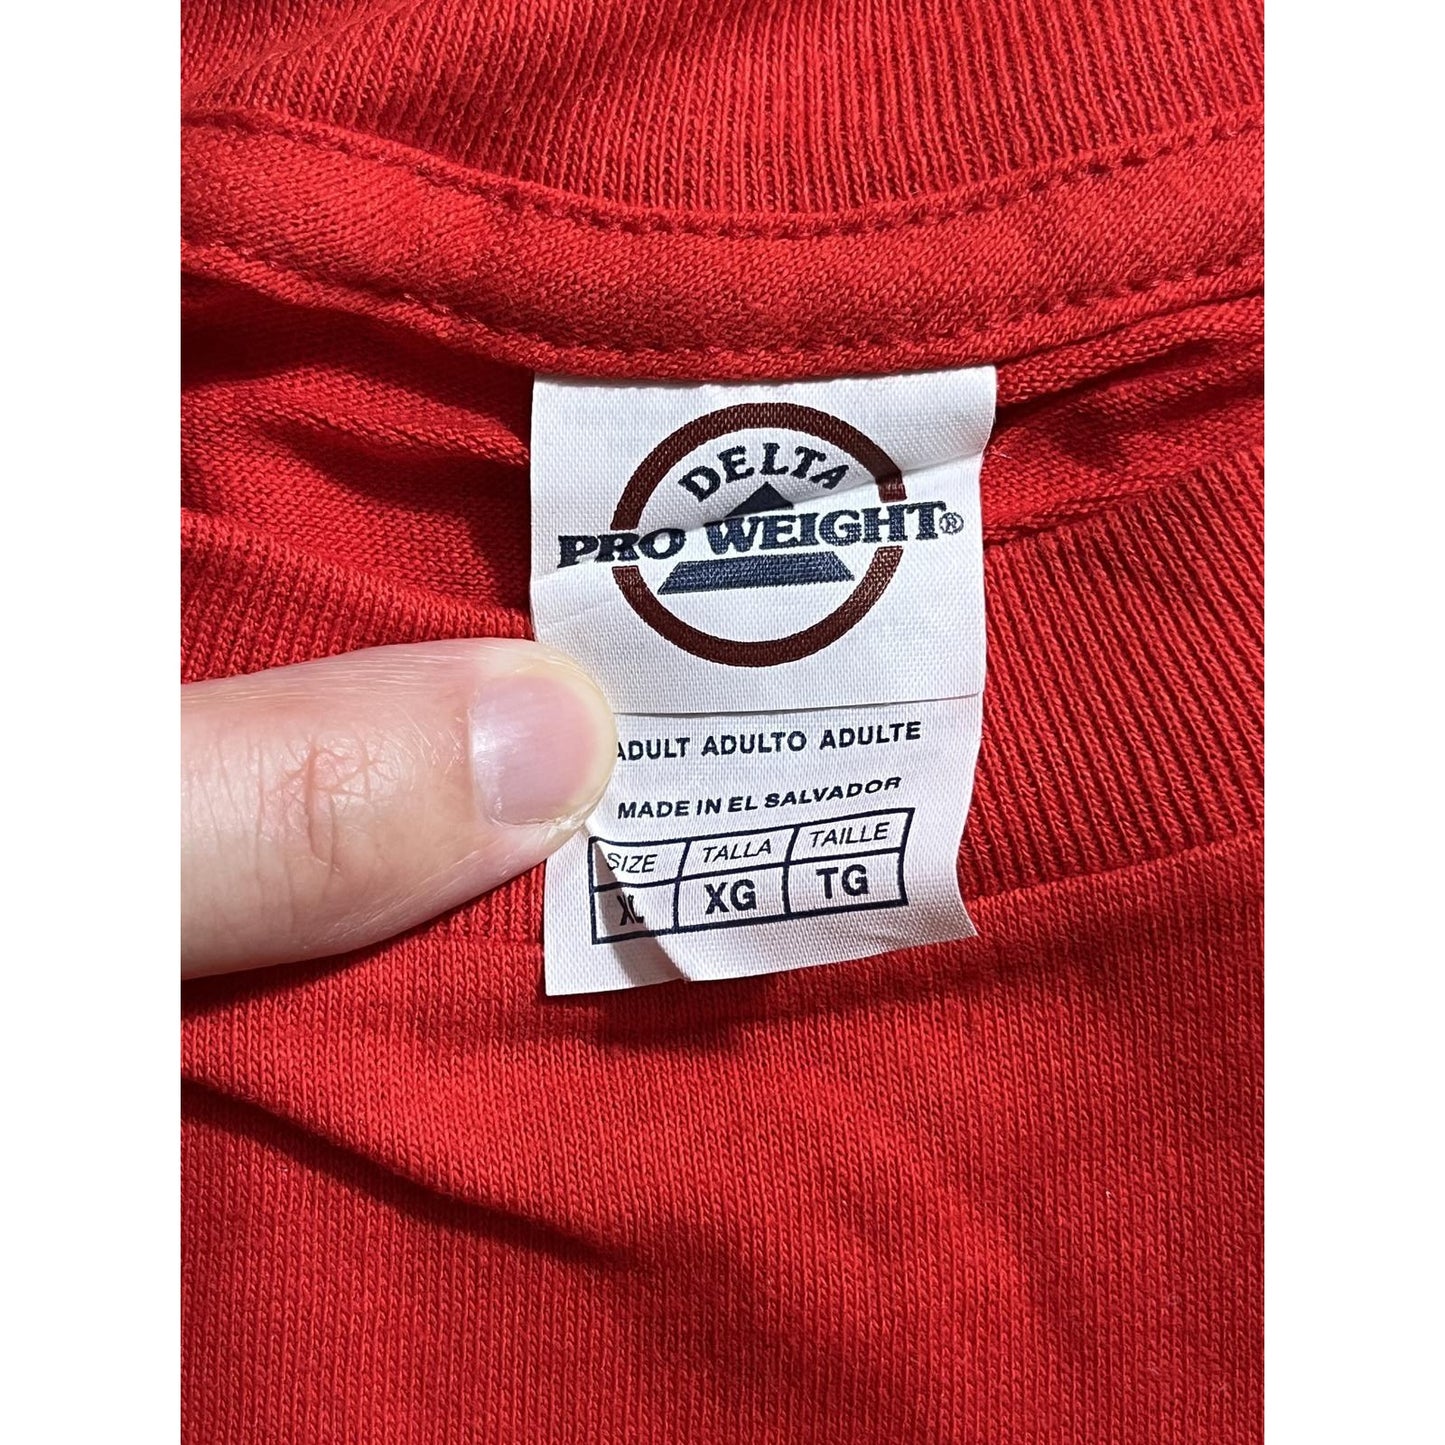 DELTA
PRO WEIGHT®
ADULT ADULTO ADULTE
MADE IN EL SALVADOR
SIZE TALLA TAILLE
XL XG TG